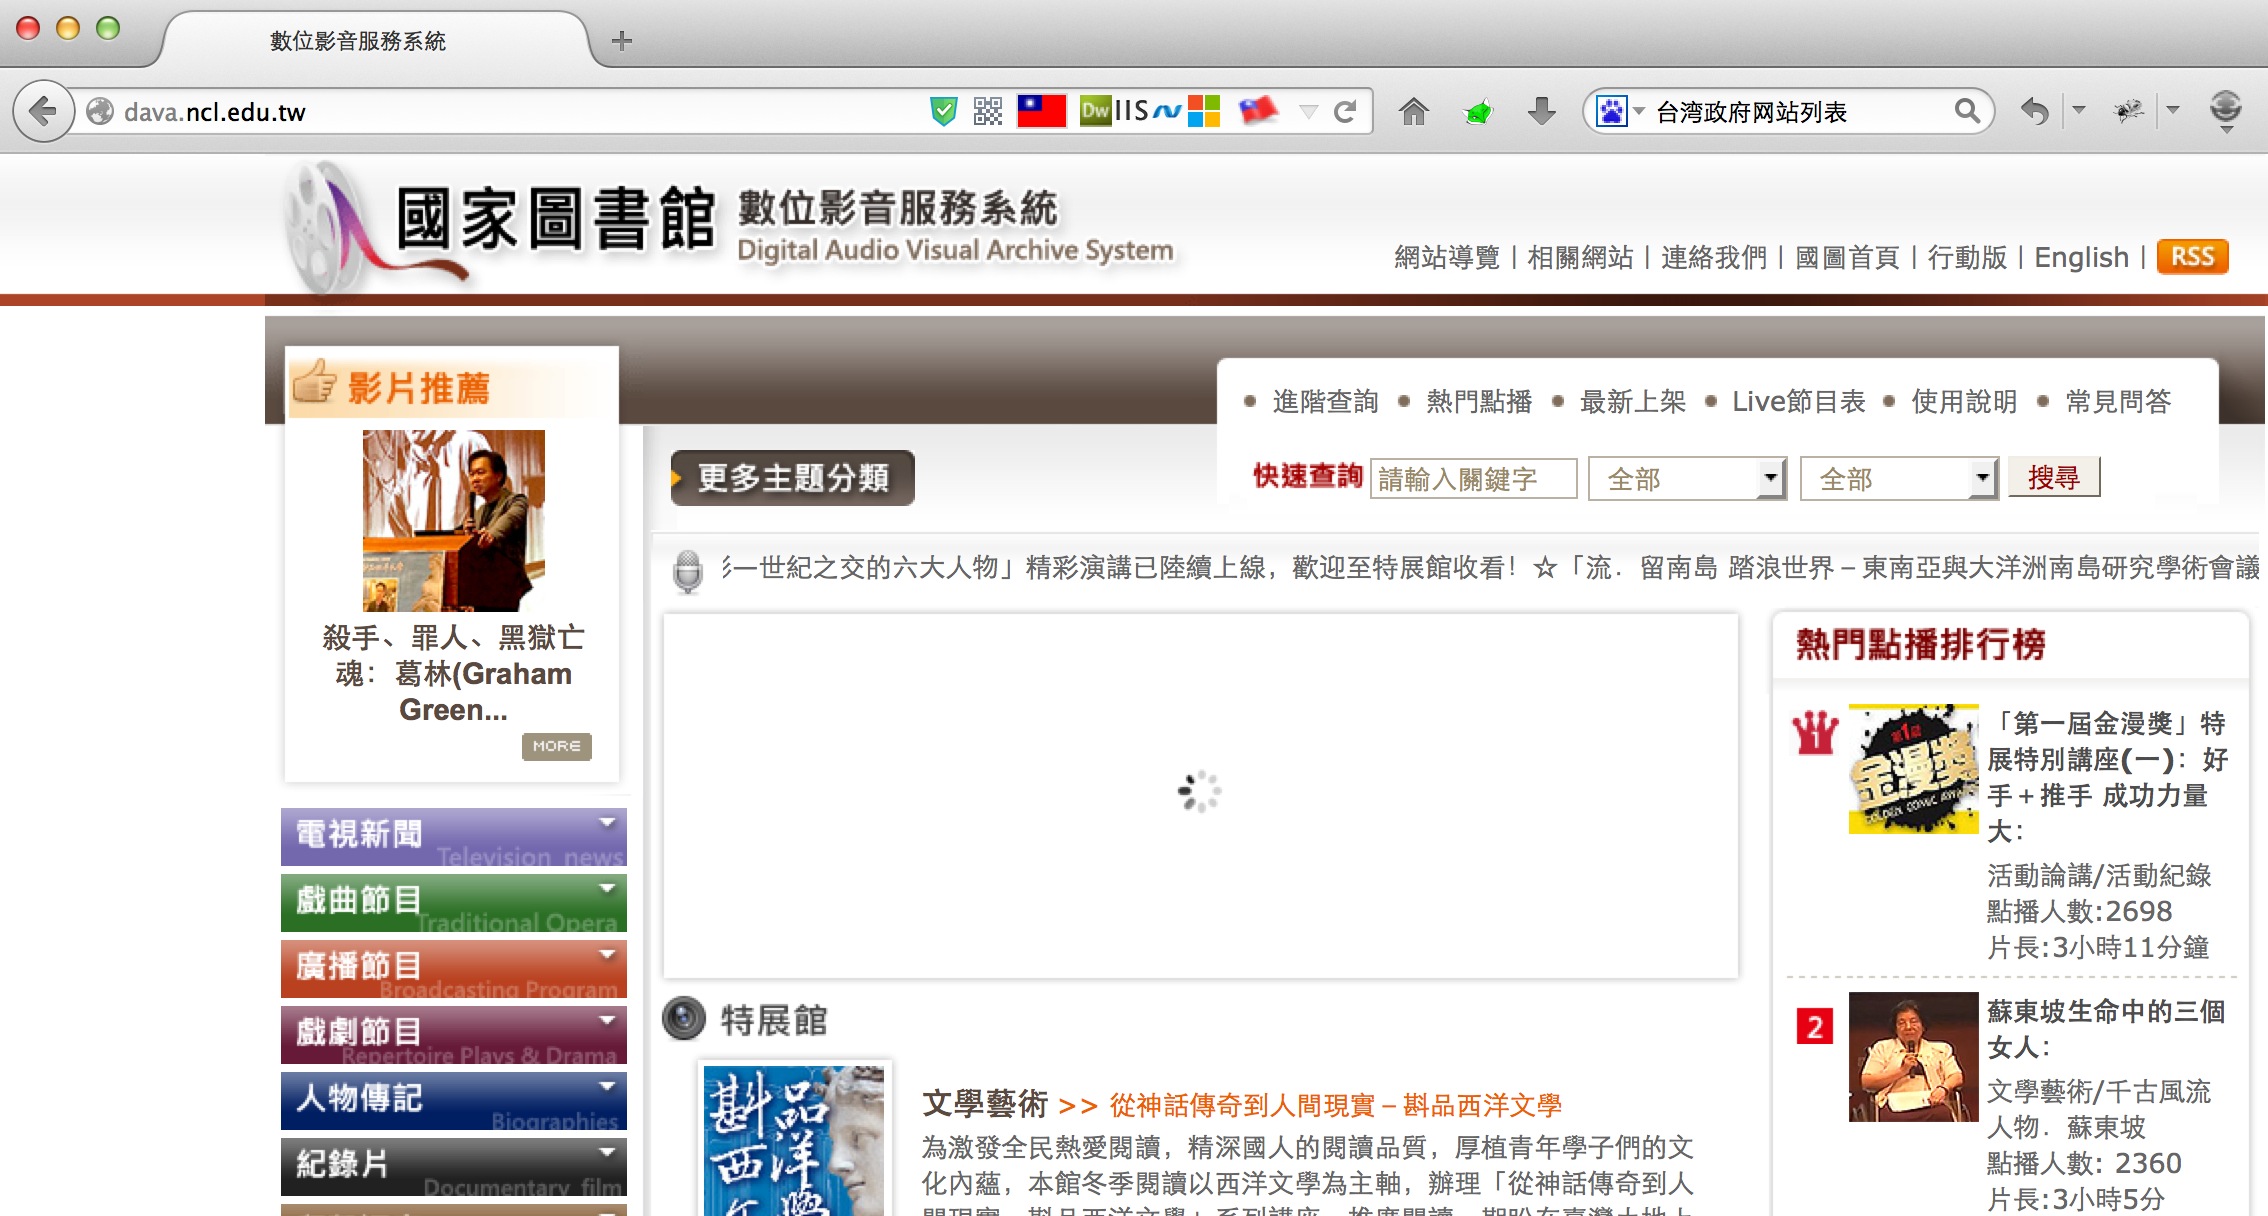 數位影音服務系統
dava.ncl.edu.tw
Dw IIS
台湾政府网站列表
國家圖書館 數位影音服務系統
Digital Audio Visual Archive System
網站導覽 | 相關網站 | 連絡我們 | 國圖首頁 | 行動版 | English | RSS
影片推薦
殺手、罪人、黑獄亡
魂：葛林(Graham
Green...
MORE
電視新聞
Television news
戲曲節目
Traditional Opera
廣播節目
Broadcasting Program
戲劇節目
Repertoire Plays & Drama
人物傳記
Biographies
紀錄片
Documentary film
• 進階查詢 • 熱門點播 • 最新上架 • Live節目表 • 使用說明 • 常見問答
更多主題分類
快速查詢 請輸入關鍵字 全部 全部 搜尋
一世紀之交的六大人物」精彩演講已陸續上線，歡迎至特展館收看！☆「流．留南島 踏浪世界－東南亞與大洋洲南島研究學術會議
特展館
斟品
西洋
文學藝術 >> 從神話傳奇到人間現實－斟品西洋文學
為激發全民熱愛閱讀，精深國人的閱讀品質，厚植青年學子們的文
化內蘊，本館冬季閱讀以西洋文學為主軸，辦理「從神話傳奇到人
熱門點播排行榜
1
第1屆
金漫獎
GOLDEN COMIC AWARDS
「第一屆金漫獎」特
展特別講座(一)：好
手＋推手 成功力量
大：
活動論講/活動紀錄
點播人數:2698
片長:3小時11分鐘
2
蘇東坡生命中的三個
女人：
文學藝術/千古風流
人物．蘇東坡
點播人數: 2360
片長:3小時5分